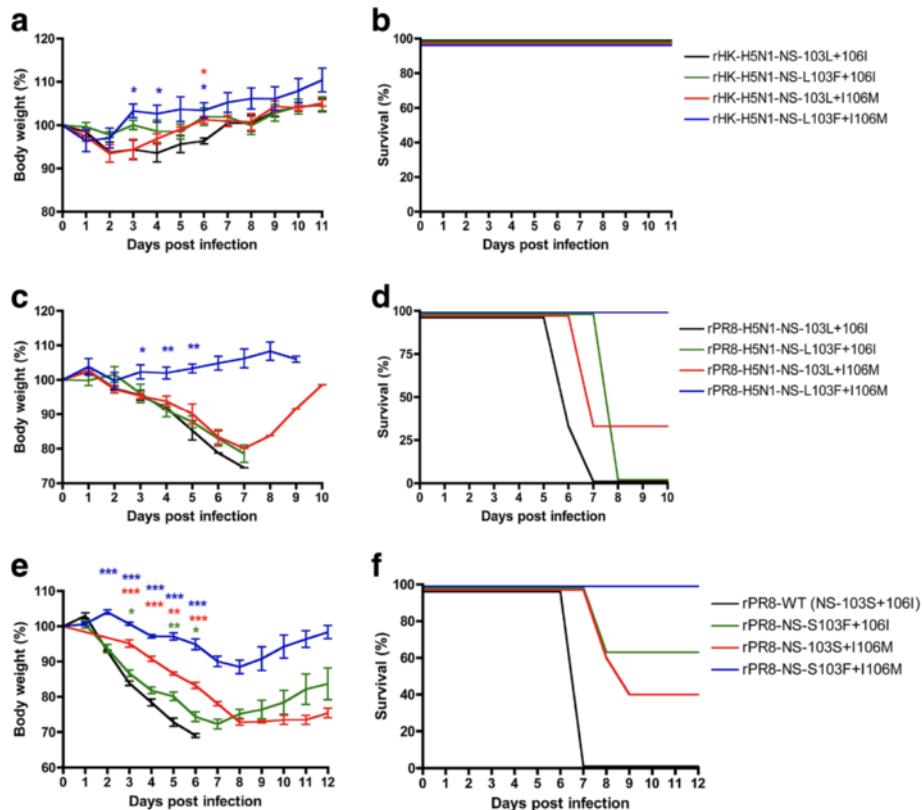 a
b
120
110
100
90
80
Body weight (%)
*
*
*
*
0 1 2 3 4 5 6 7 8 9 10 11
Days post infection
100
80
60
40
20
0
Survival (%)
0 1 2 3 4 5 6 7 8 9 10 11
Days post infection
rHK-H5N1-NS-103L+106I
rHK-H5N1-NS-L103F+106I
rHK-H5N1-NS-103L+I106M
rHK-H5N1-NS-L103F+I106M
c
d
120
110
100
90
80
70
Body weight (%)
* ** **
0 1 2 3 4 5 6 7 8 9 10
Days post infection
100
75
50
25
0
Survival (%)
0 1 2 3 4 5 6 7 8 9 10
Days post infection
rPR8-H5N1-NS-103L+106I
rPR8-H5N1-NS-L103F+106I
rPR8-H5N1-NS-103L+I106M
rPR8-H5N1-NS-L103F+I106M
e
f
110
100
90
80
70
60
Body weight (%)
*** *** *** *** ***
*** *** ** ***
* ** *
0 1 2 3 4 5 6 7 8 9 10 11 12
Days post infection
100
80
60
40
20
0
Survival (%)
0 1 2 3 4 5 6 7 8 9 10 11 12
Days post infection
rPR8-WT (NS-103S+106I)
rPR8-NS-S103F+106I
rPR8-NS-103S+I106M
rPR8-NS-S103F+I106M